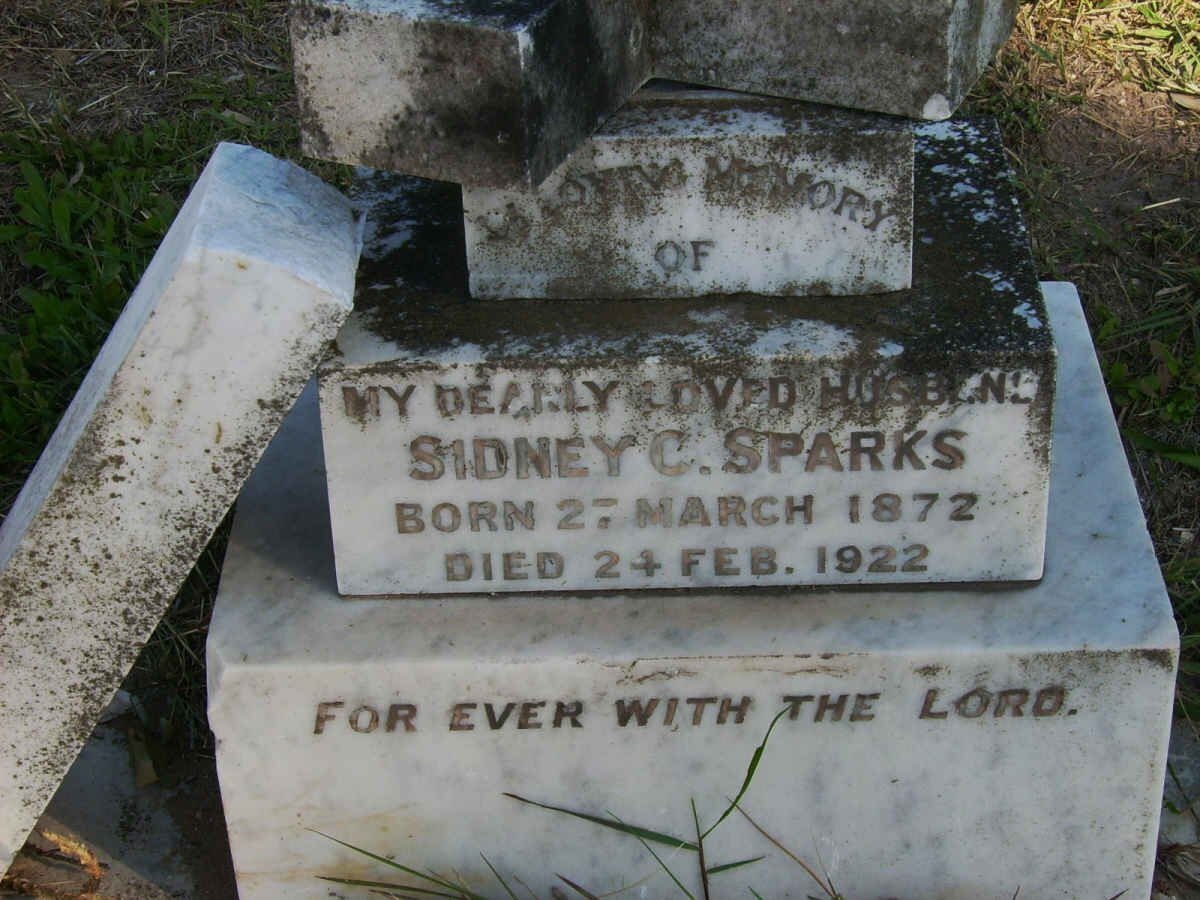 IN LOVING MEMORY
OF
MY DEARLY LOVED HUSBAND
SIDNEY C. SPARKS
BORN 27 MARCH 1872
DIED 24 FEB. 1922
FOR EVER WITH THE LORD.